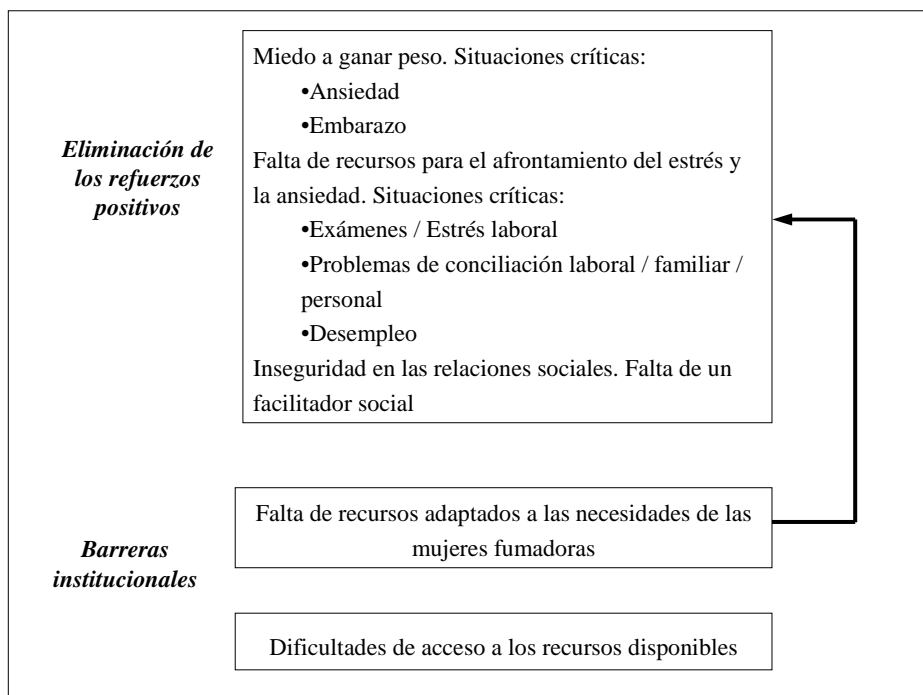 Miedo a ganar peso. Situaciones críticas:
•Ansiedad
•Embarazo
Falta de recursos para el afrontamiento del estrés y
la ansiedad. Situaciones críticas:
•Exámenes / Estrés laboral
•Problemas de conciliación laboral / familiar /
personal
•Desempleo
Inseguridad en las relaciones sociales. Falta de un
facilitador social
Eliminación de
los refuerzos
positivos
Falta de recursos adaptados a las necesidades de las
mujeres fumadoras
Barreras
institucionales
Dificultades de acceso a los recursos disponibles